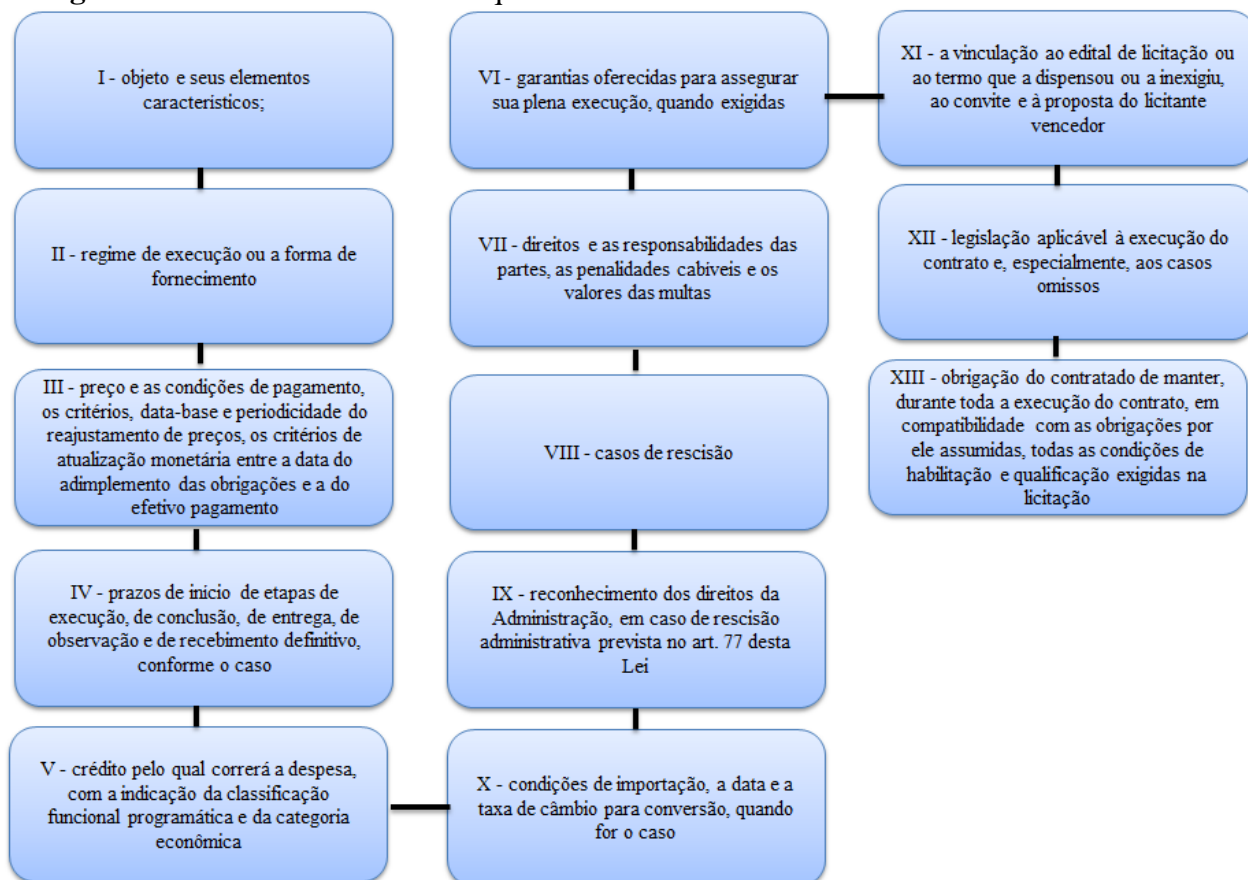 I - objeto e seus elementos
característicos;
II - regime de execução ou a forma de
fornecimento
III - preço e as condições de pagamento,
os critérios, data-base e periodicidade do
reajustamento de preços, os critérios de
atualização monetária entre a data do
adimplemento das obrigações e a do
efetivo pagamento
IV - prazos de início de etapas de
execução, de conclusão, de entrega, de
observação e de recebimento definitivo,
conforme o caso
V - crédito pelo qual correrá a despesa,
com a indicação da classificação
funcional programática e da categoria
econômica
VI - garantias oferecidas para assegurar
sua plena execução, quando exigidas
VII - direitos e as responsabilidades das
partes, as penalidades cabíveis e os
valores das multas
VIII - casos de rescisão
IX - reconhecimento dos direitos da
Administração, em caso de rescisão
administrativa prevista no art. 77 desta
Lei
X - condições de importação, a data e a
taxa de câmbio para conversão, quando
for o caso
XI - a vinculação ao edital de licitação ou
ao termo que a dispensou ou a inexigiu,
ao convite e à proposta do licitante
vencedor
XII - legislação aplicável à execução do
contrato e, especialmente, aos casos
omissos
XIII - obrigação do contratado de manter,
durante toda a execução do contrato, em
compatibilidade com as obrigações por
ele assumidas, todas as condições de
habilitação e qualificação exigidas na
licitação